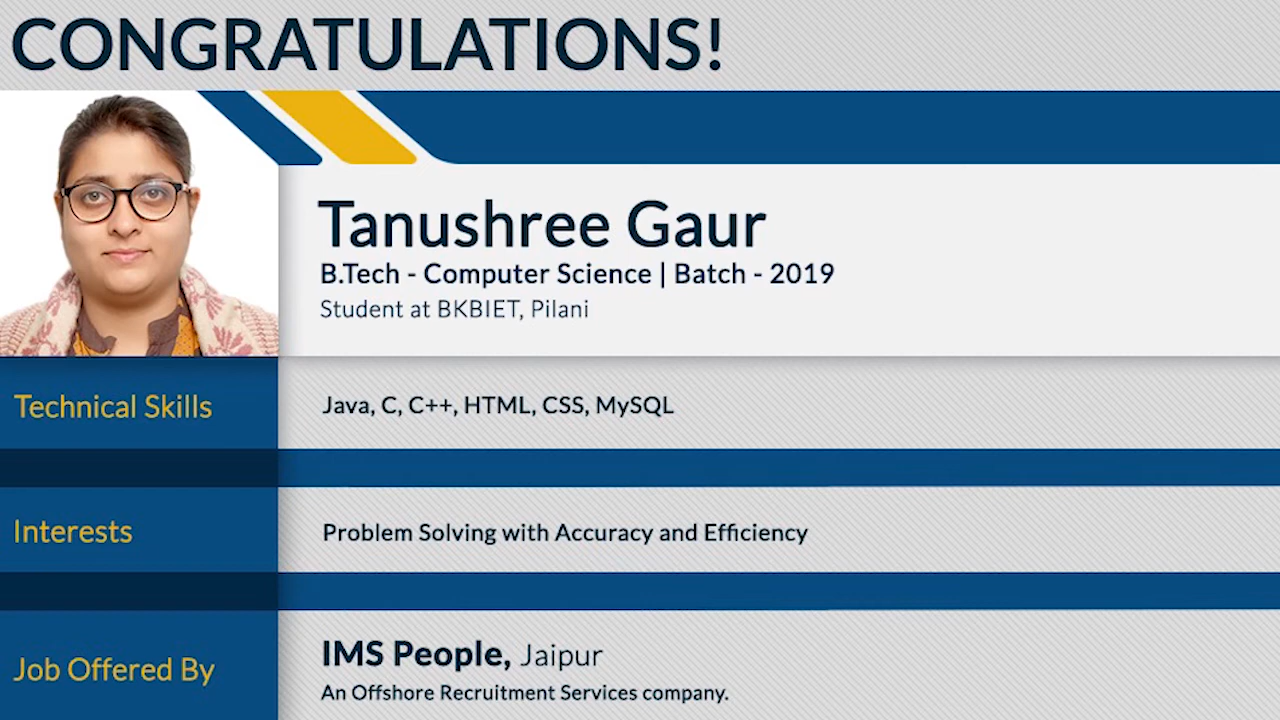 CONGRATULATIONS!
Tanushree Gaur
B.Tech - Computer Science | Batch - 2019
Student at BKBIET, Pilani
Technical Skills
Java, C, C++, HTML, CSS, MySQL
Interests
Problem Solving with Accuracy and Efficiency
Job Offered By
IMS People, Jaipur
An Offshore Recruitment Services company.